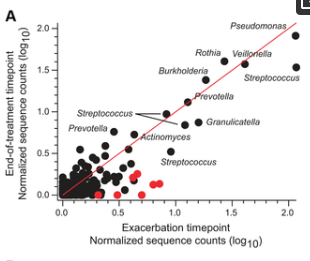 A
End-of-treatment timepoint
Normalized sequence counts (log10)
2.0
1.5
1.0
0.5
0.0
Pseudomonas
Rothia
Veillonella
Burkholderia
Streptococcus
Prevotella
Streptococcus
Granulicatella
Prevotella
Actinomyces
Streptococcus
0.0
0.5
1.0
1.5
2.0
Exacerbation timepoint
Normalized sequence counts (log10)